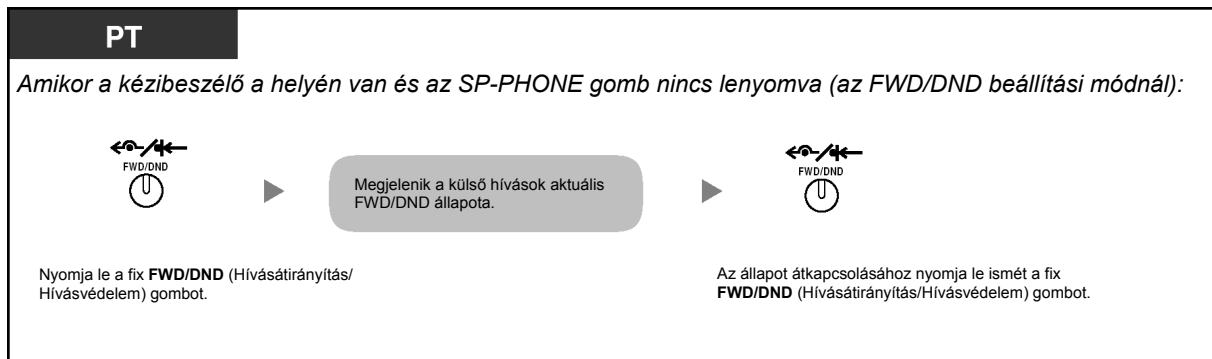 PT
Amikor a kézibeszélő a helyén van és az SP-PHONE gomb nincs lenyomva (az FWD/DND beállítási módnál):
FWD/DND
Megjelenik a külső hívások aktuális
FWD/DND állapota.
FWD/DND
Nyomja le a fix FWD/DND (Hívásátirányítás/
Hívásvédelem) gombot.
Az állapot átkapcsolásához nyomja le ismét a fix
FWD/DND (Hívásátirányítás/Hívásvédelem) gombot.